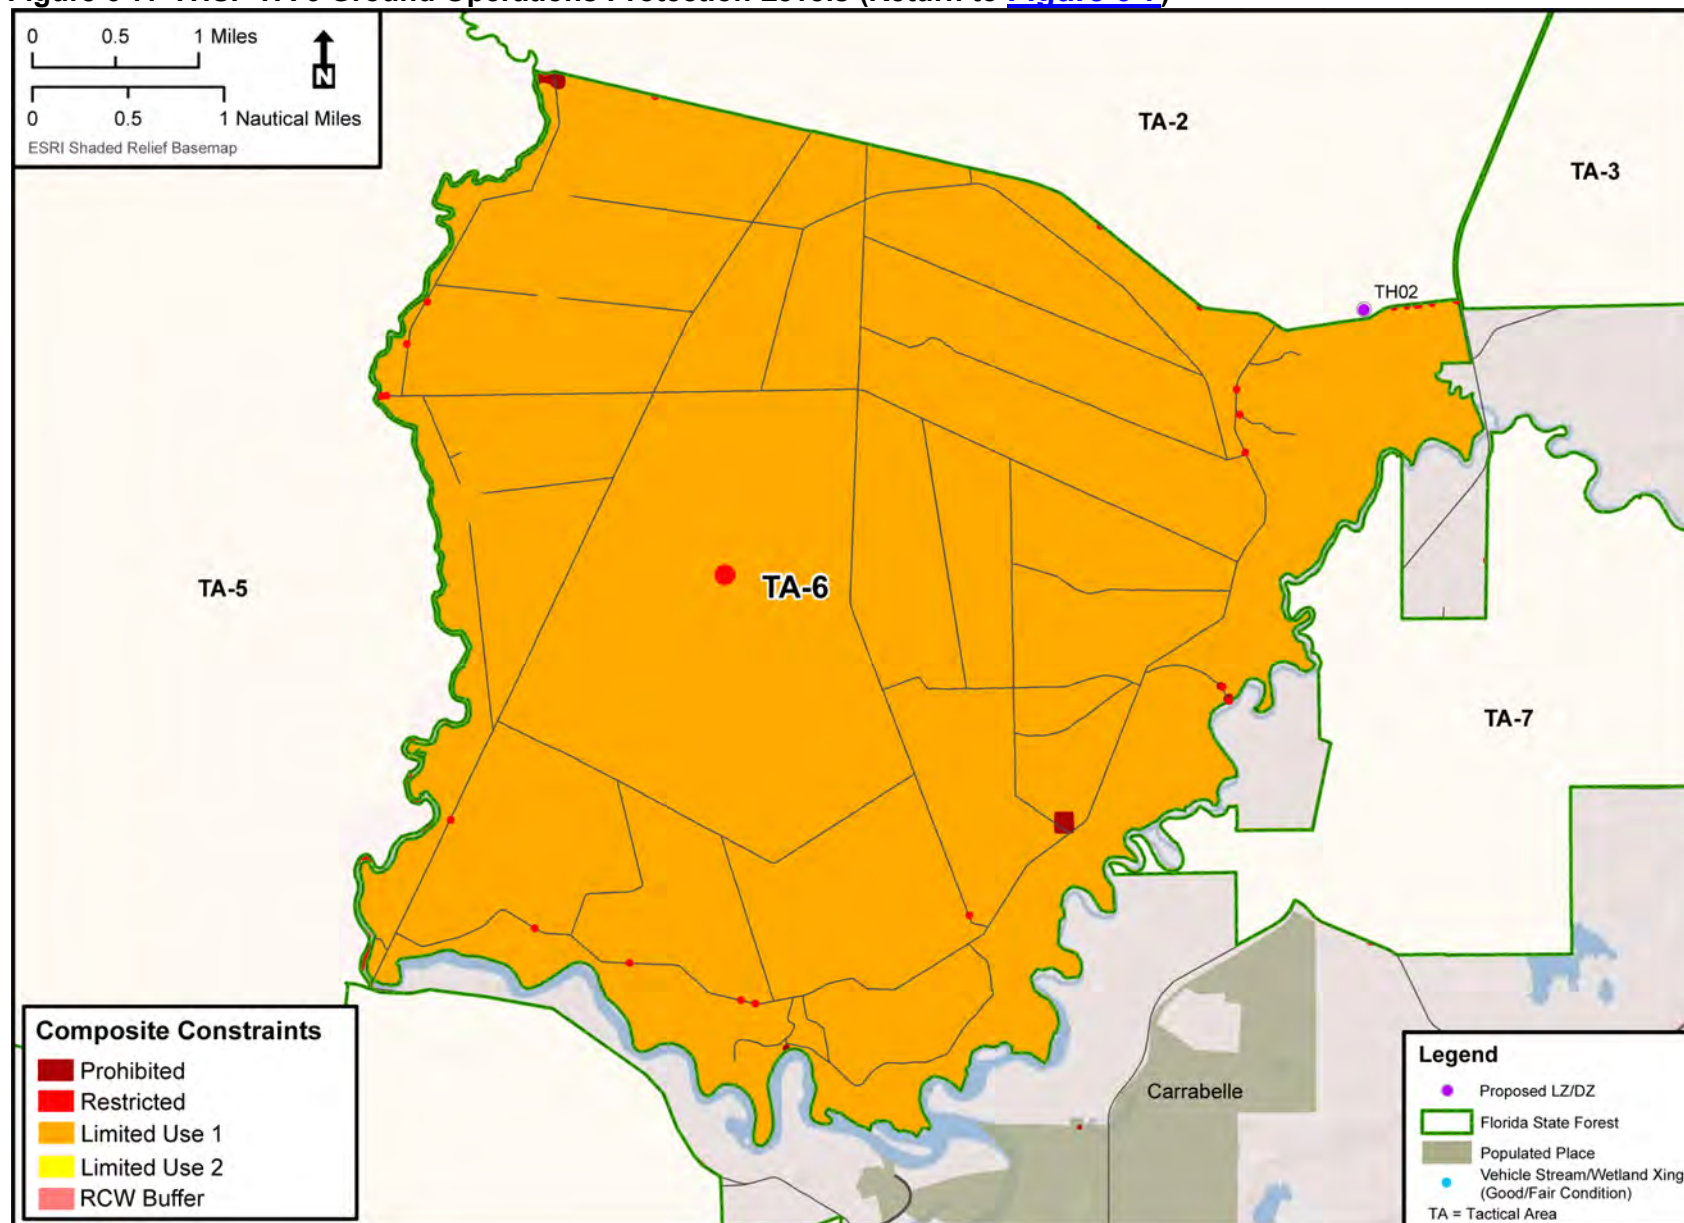 0 0.5 1 Miles
N
0 0.5 1 Nautical Miles
ESRI Shaded Relief Basemap
TA-2
TA-3
TH02
TA-5
TA-6
TA-7
Carrabelle
Composite Constraints
Prohibited
Restricted
Limited Use 1
Limited Use 2
RCW Buffer
Legend
Proposed LZ/DZ
Florida State Forest
Populated Place
Vehicle Stream/Wetland Xing
(Good/Fair Condition)
TA = Tactical Area